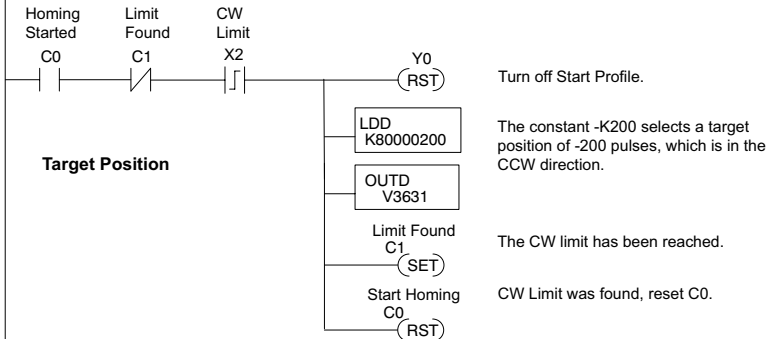 Homing Started
Limit Found
CW Limit
C0
C1
X2
Y0
RST
Turn off Start Profile.
LDD
K80000200
The constant -K200 selects a target
position of -200 pulses, which is in the
CCW direction.
Target Position
OUTD
V3631
Limit Found
C1
SET
The CW limit has been reached.
Start Homing
C0
RST
CW Limit was found, reset C0.